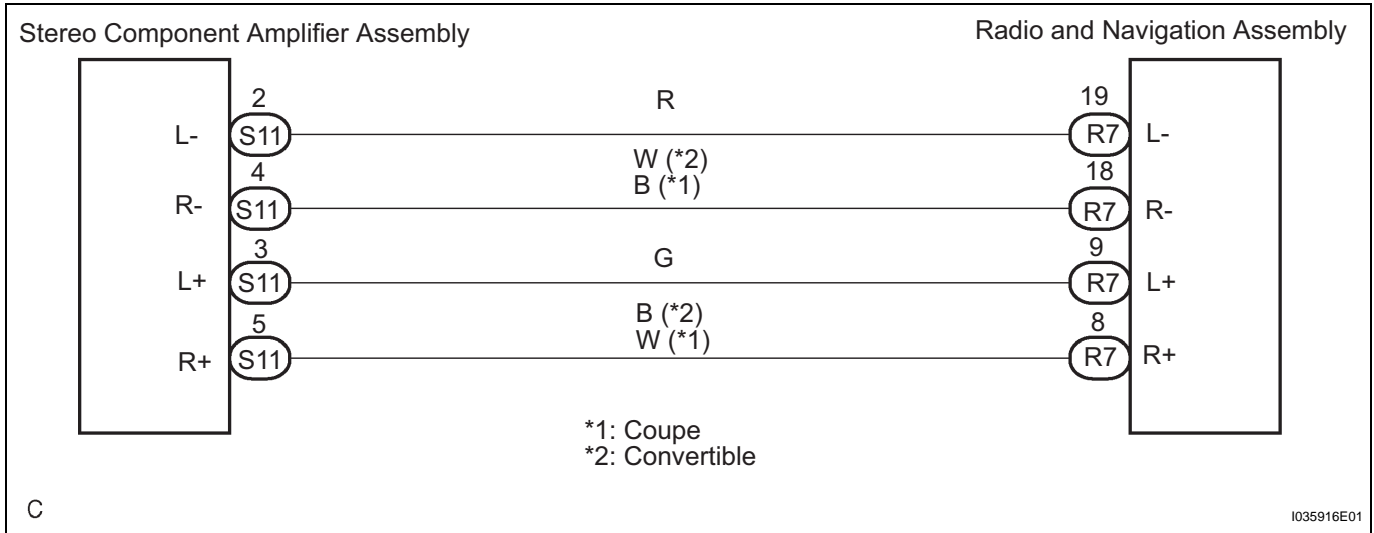 Stereo Component Amplifier Assembly
Radio and Navigation Assembly
2
R
19
L-
S11
R7
L-
W (*2)
4
B (*1)
18
R-
S11
R7
R-
3
G
9
L+
S11
R7
L+
B (*2)
5
W (*1)
8
R+
S11
R7
R+
*1: Coupe
*2: Convertible
C
I035916E01